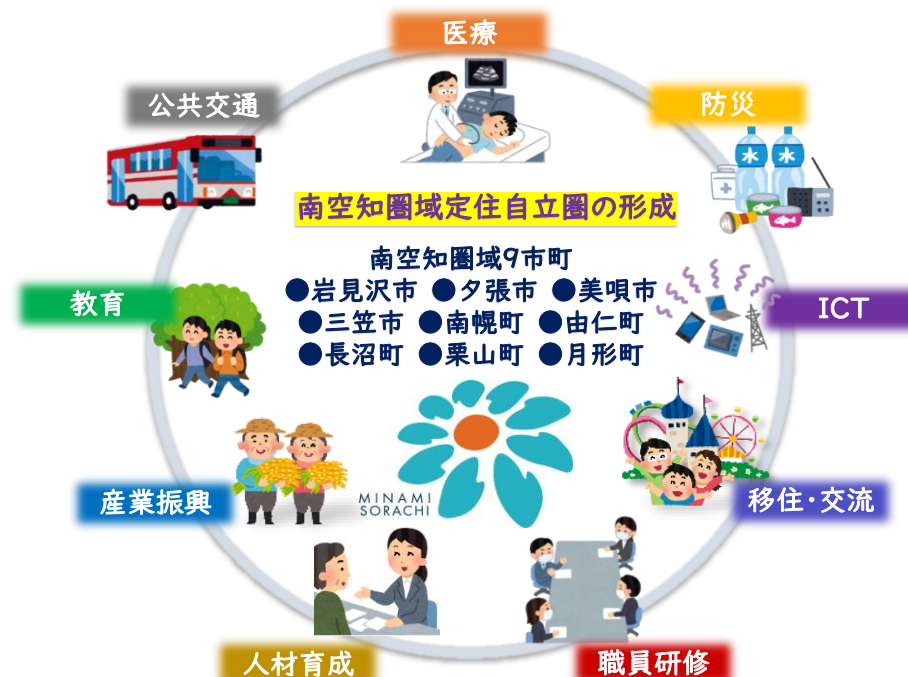 医療
公共交通
防災
水 水
南空知圏域定住自立圏の形成
南空知圏域9市町
●岩見沢市 ●夕張市 ●美唄市
●三笠市 ●南幌町 ●由仁町
●長沼町 ●栗山町 ●月形町
教育
ICT
産業振興
MINAMI
SORACHI
移住・交流
人材育成
職員研修